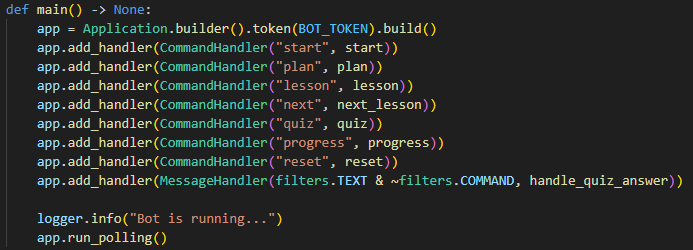 def main() -> None:
    app = Application.builder().token(BOT_TOKEN).build()
    app.add_handler(CommandHandler("start", start))
    app.add_handler(CommandHandler("plan", plan))
    app.add_handler(CommandHandler("lesson", lesson))
    app.add_handler(CommandHandler("next", next_lesson))
    app.add_handler(CommandHandler("quiz", quiz))
    app.add_handler(CommandHandler("progress", progress))
    app.add_handler(CommandHandler("reset", reset))
    app.add_handler(MessageHandler(filters.TEXT & ~filters.COMMAND, handle_quiz_answer))

    logger.info("Bot is running...")
    app.run_polling()